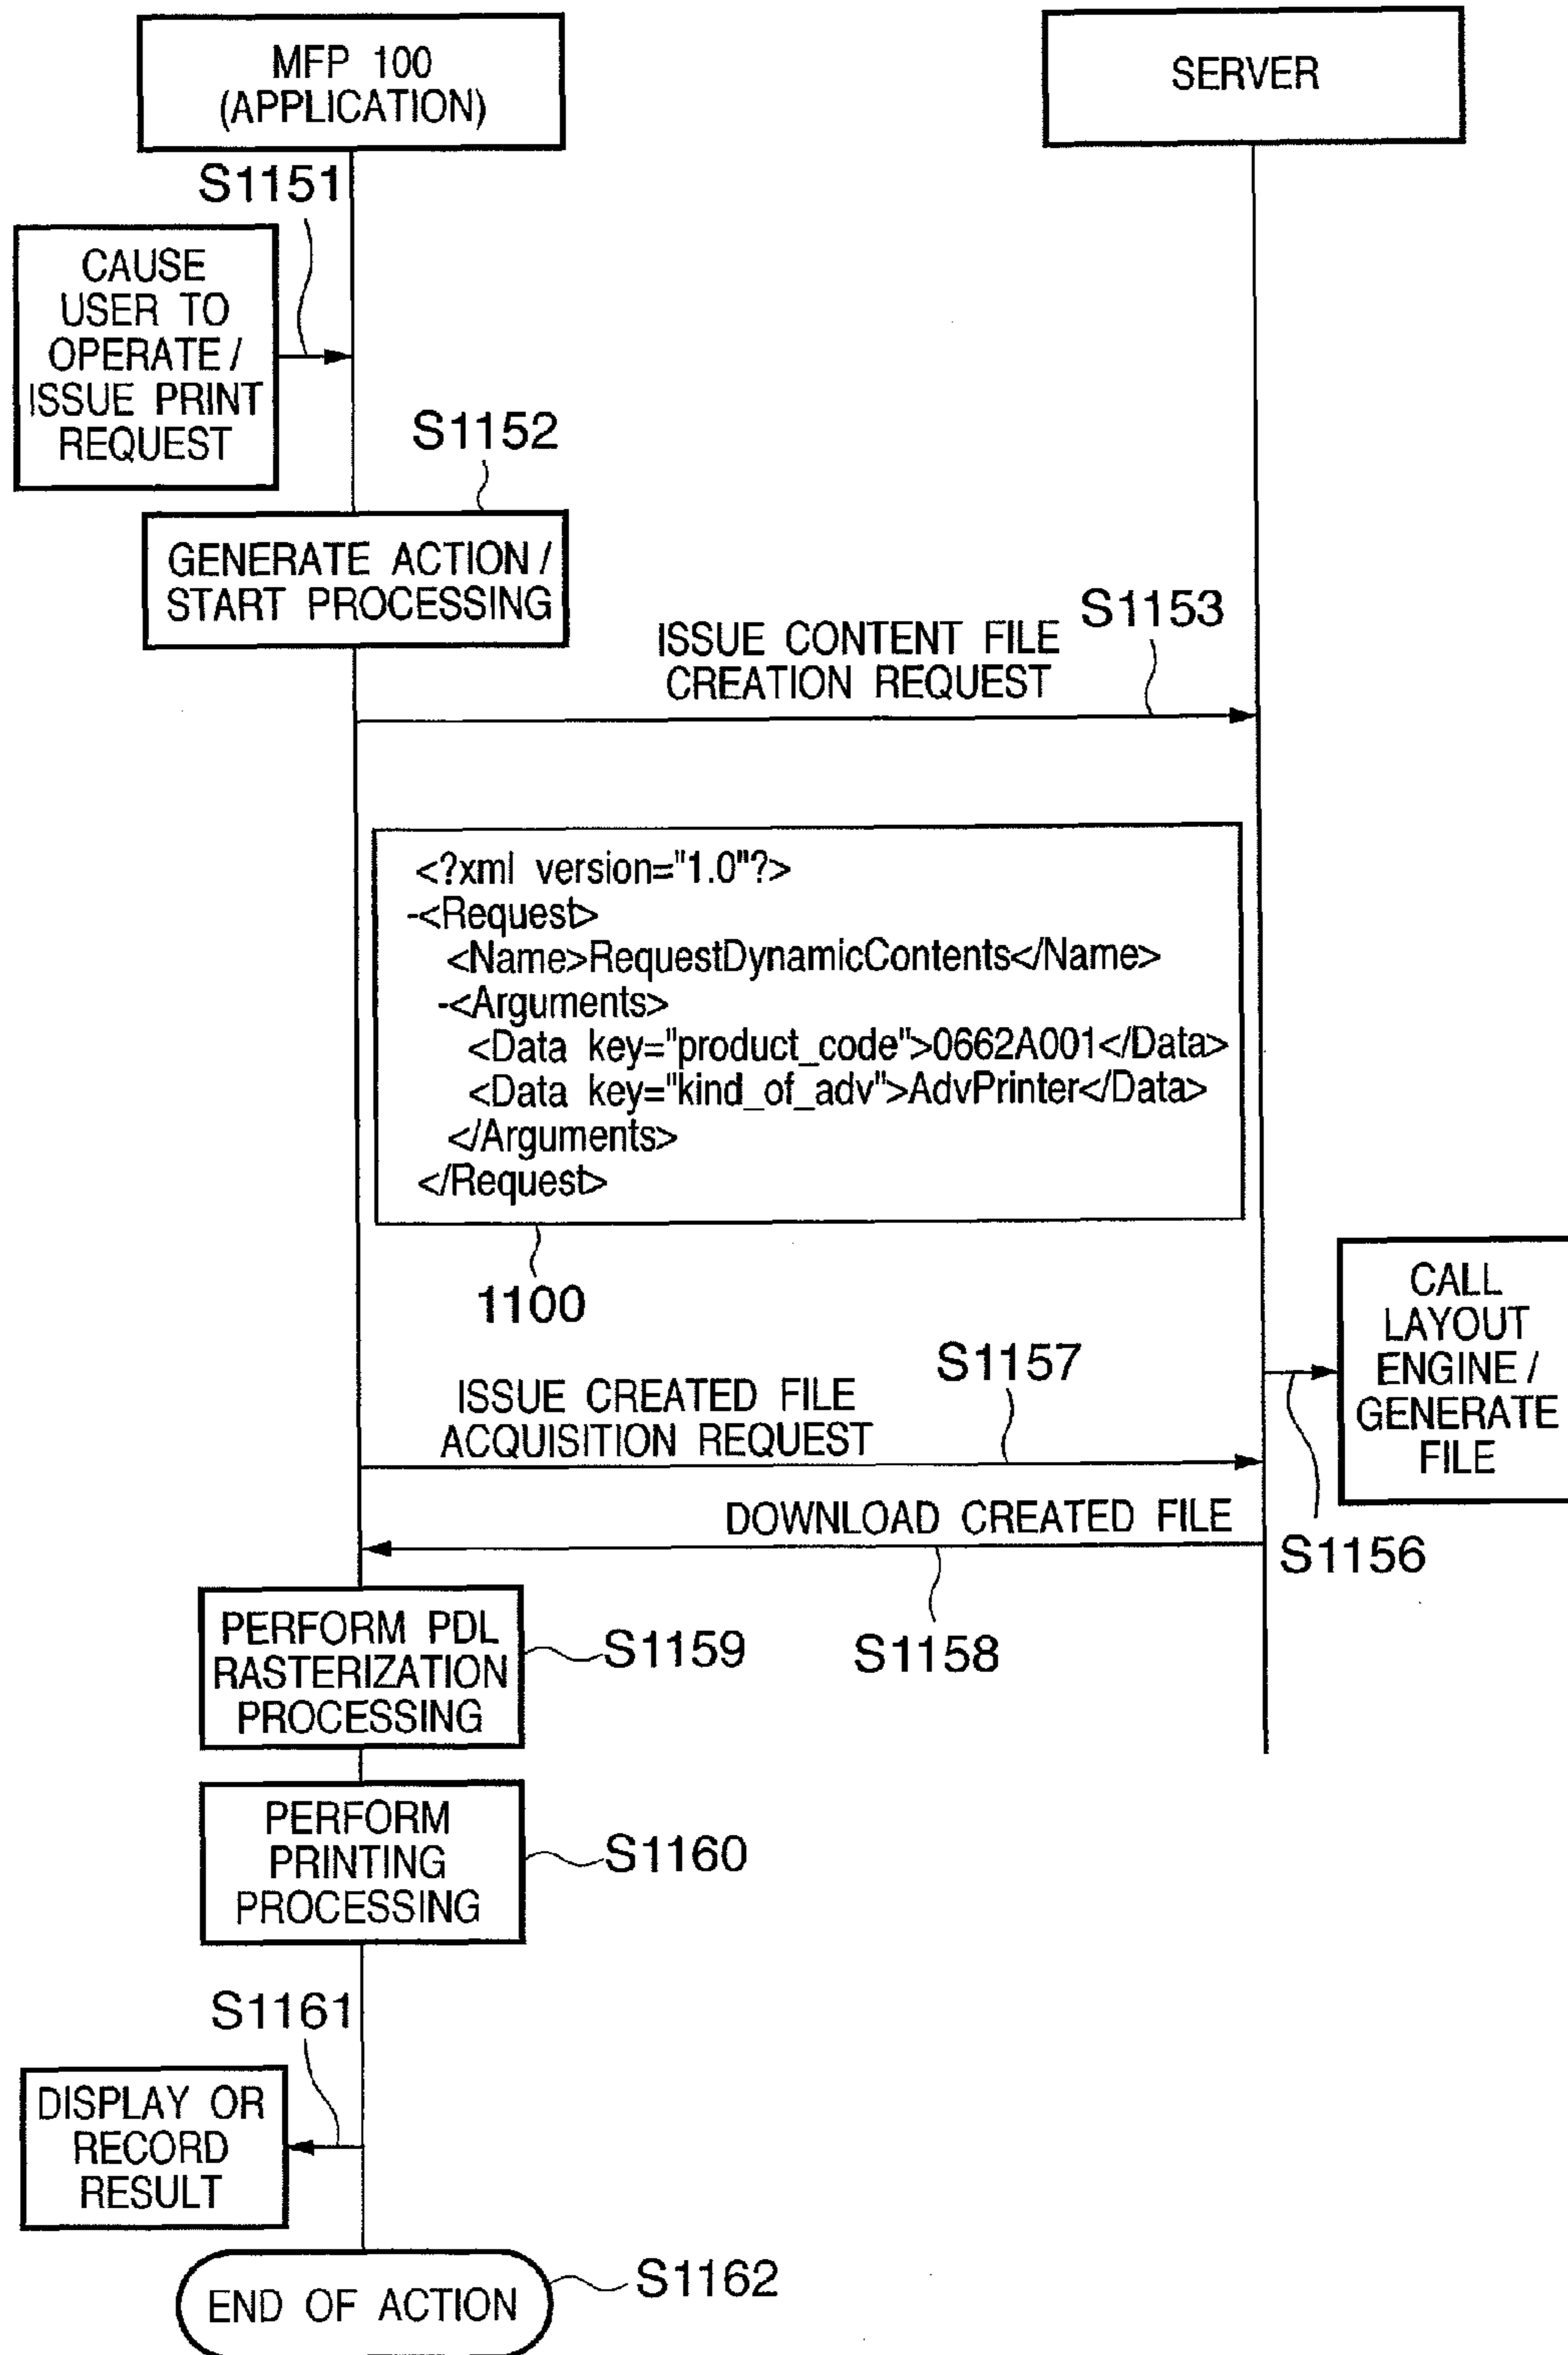 MFP 100
(APPLICATION)
SERVER
S1151
CAUSE
USER TO
OPERATE /
ISSUE PRINT
REQUEST
S1152
GENERATE ACTION /
START PROCESSING
S1153
ISSUE CONTENT FILE
CREATION REQUEST
<?xml version="1.0"?>
-<Request>
<Name>RequestDynamicContents</Name>
-<Arguments>
<Data key="product_code">0662A001</Data>
<Data key="kind_of_adv">AdvPrinter</Data>
</Arguments>
</Request>
1100
CALL
LAYOUT
ENGINE /
GENERATE
FILE
S1156
S1157
ISSUE CREATED FILE
ACQUISITION REQUEST
DOWNLOAD CREATED FILE
S1158
PERFORM PDL
RASTERIZATION
PROCESSING
S1159
PERFORM
PRINTING
PROCESSING
S1160
S1161
DISPLAY OR
RECORD
RESULT
END OF ACTION
S1162